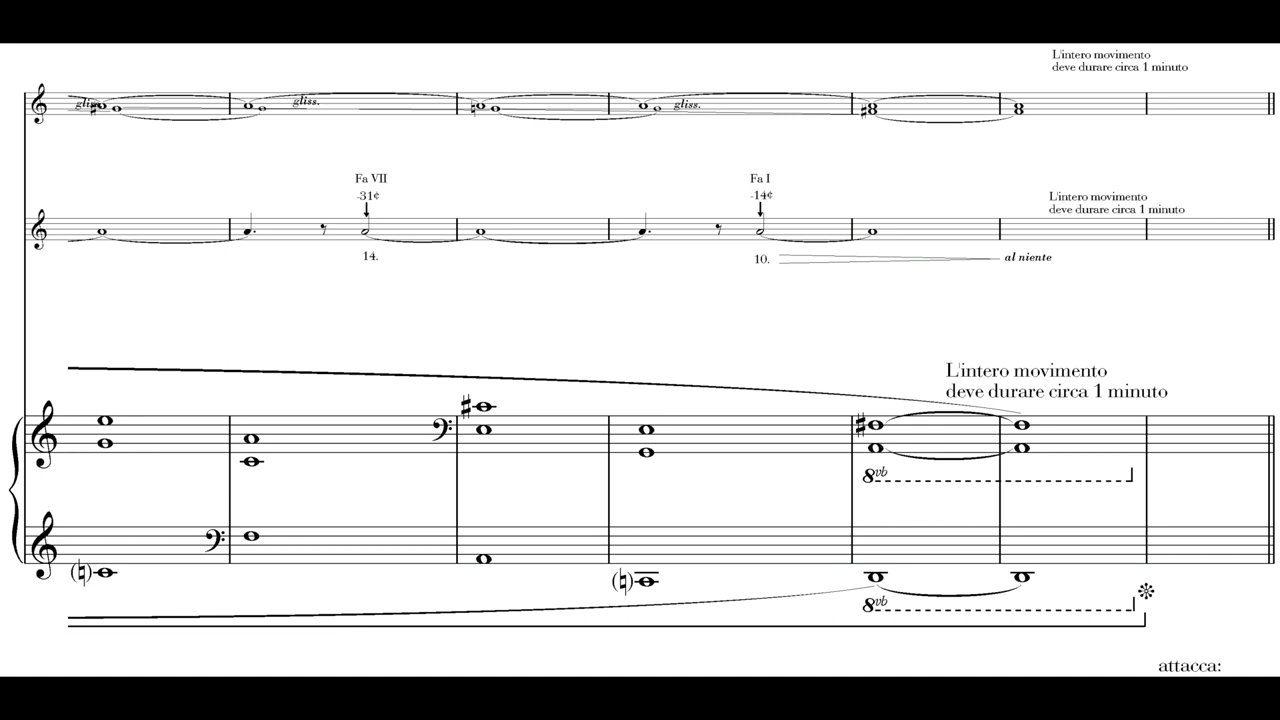 L'intero movimento
deve durare circa 1 minuto
gliss.
gliss.
gliss.
Fa VII
-31¢
Fa I
-14¢
L'intero movimento
deve durare circa 1 minuto
14.
10.
al niente
L'intero movimento
deve durare circa 1 minuto
8vb
8vb
attacca: